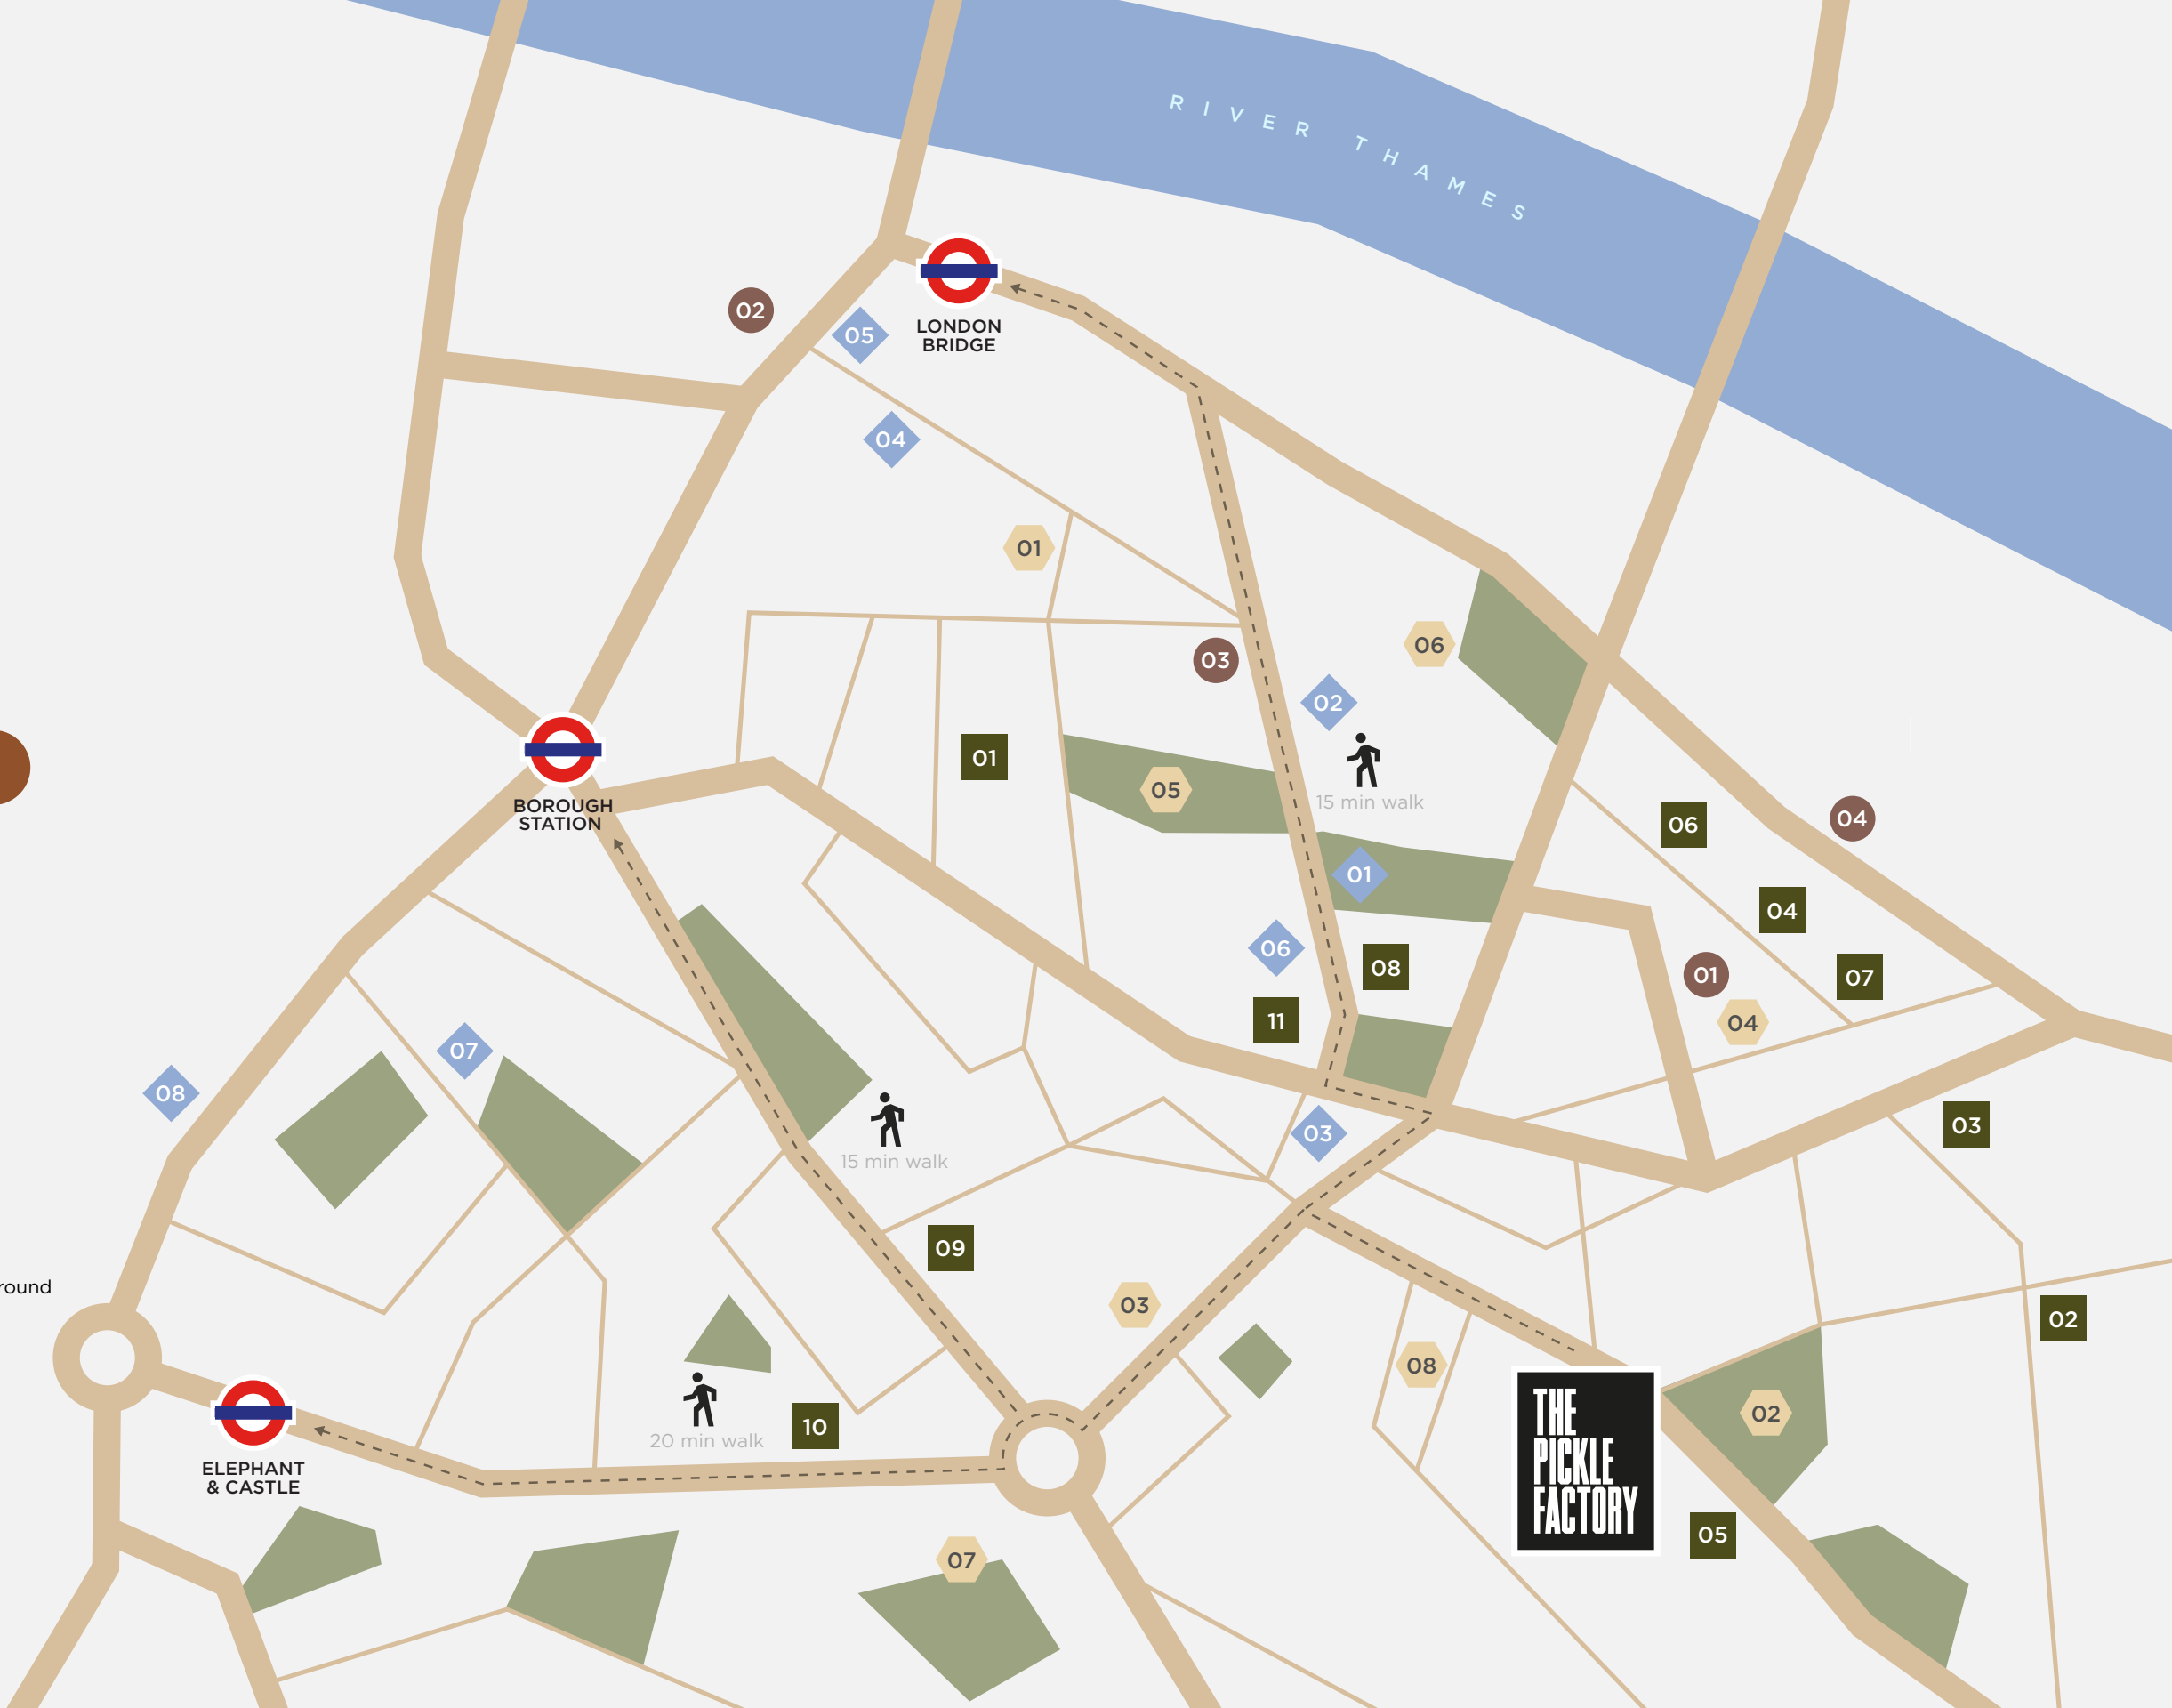 RIVER THAMES
02
05
LONDON
BRIDGE
04
01
03
06
02
01
05
15 min walk
BOROUGH
STATION
06
04
01
04
06
08
01
07
11
04
07
08
03
03
15 min walk
09
round
03
02
08
10
20 min walk
02
ELEPHANT
& CASTLE
THE
PICKLE
FACTORY
05
07